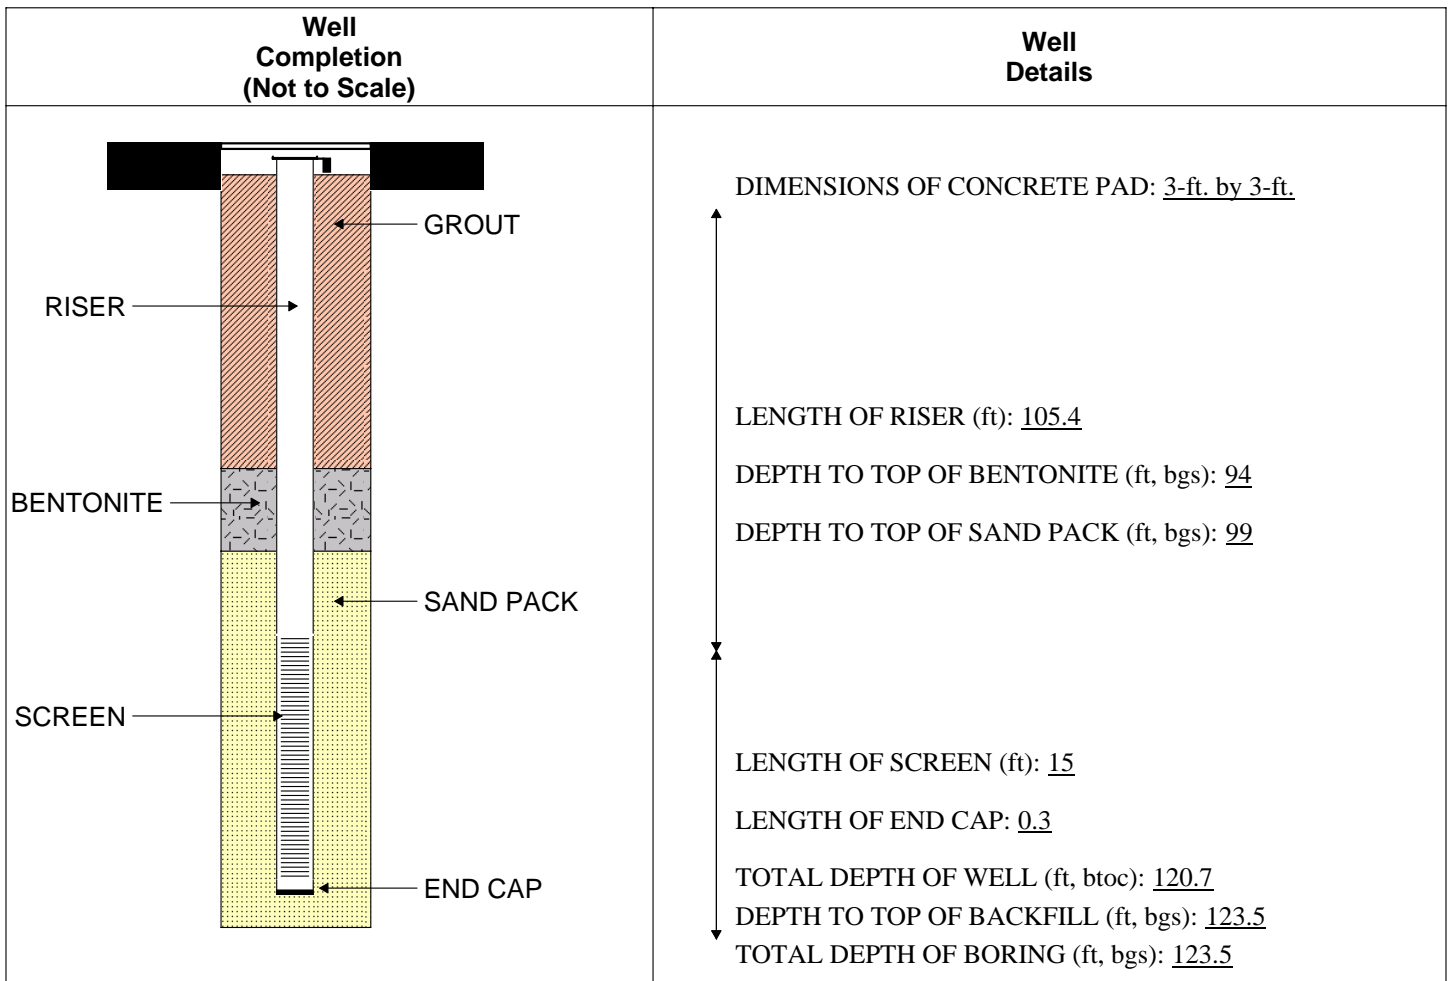 Well
Completion
(Not to Scale)
Well
Details
GROUT
RISER
BENTONITE
SAND PACK
SCREEN
END CAP
DIMENSIONS OF CONCRETE PAD: 3-ft. by 3-ft.
LENGTH OF RISER (ft): 105.4
DEPTH TO TOP OF BENTONITE (ft, bgs): 94
DEPTH TO TOP OF SAND PACK (ft, bgs): 99
LENGTH OF SCREEN (ft): 15
LENGTH OF END CAP: 0.3
TOTAL DEPTH OF WELL (ft, btoc): 120.7
DEPTH TO TOP OF BACKFILL (ft, bgs): 123.5
TOTAL DEPTH OF BORING (ft, bgs): 123.5